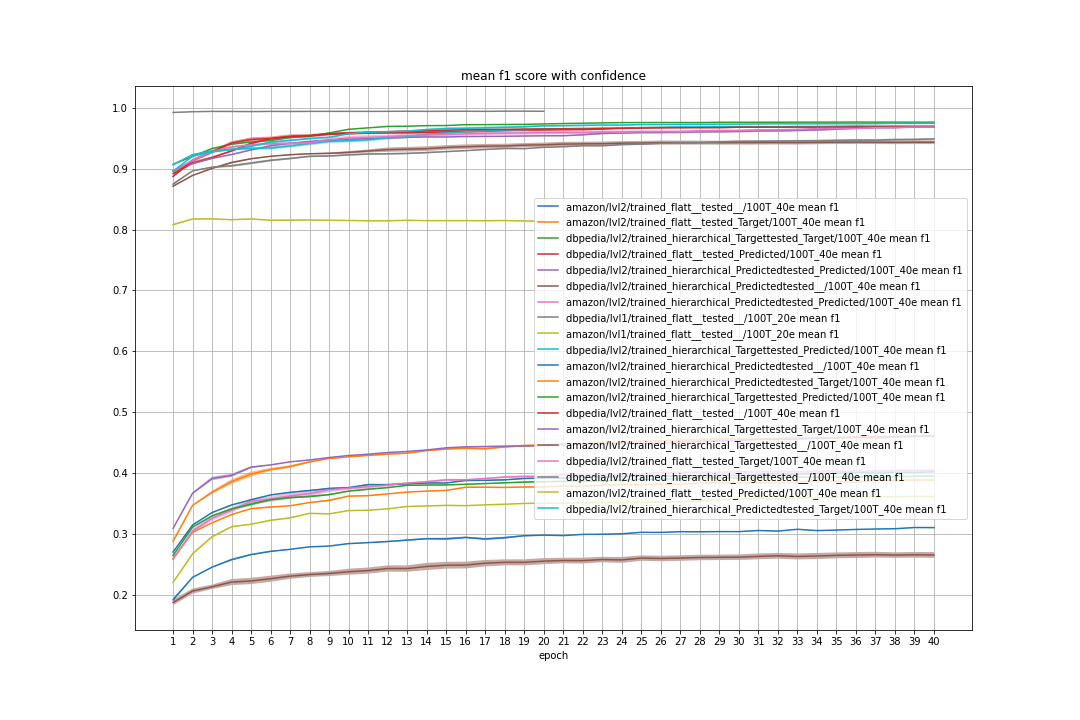 mean f1 score with confidence
1.0
0.9
0.8
0.7
0.6
0.5
0.4
0.3
0.2
amazon/lvl2/trained_flatt__tested__/100T_40e mean f1
amazon/lvl2/trained_flatt__tested_Target/100T_40e mean f1
dbpedia/lvl2/trained_hierarchical_Targettested_Target/100T_40e mean f1
dbpedia/lvl2/trained_flatt__tested_Predicted/100T_40e mean f1
dbpedia/lvl2/trained_hierarchical_Predictedtested_Predicted/100T_40e mean f1
dbpedia/lvl2/trained_hierarchical_Predictedtested__/100T_40e mean f1
amazon/lvl2/trained_hierarchical_Predictedtested_Predicted/100T_40e mean f1
dbpedia/lvl1/trained_flatt__tested__/100T_20e mean f1
amazon/lvl1/trained_flatt__tested__/100T_20e mean f1
dbpedia/lvl2/trained_hierarchical_Targettested_Predicted/100T_40e mean f1
amazon/lvl2/trained_hierarchical_Predictedtested__/100T_40e mean f1
amazon/lvl2/trained_hierarchical_Predictedtested_Target/100T_40e mean f1
amazon/lvl2/trained_hierarchical_Targettested_Predicted/100T_40e mean f1
dbpedia/lvl2/trained_flatt__tested__/100T_40e mean f1
amazon/lvl2/trained_hierarchical_Targettested_Target/100T_40e mean f1
amazon/lvl2/trained_hierarchical_Targettested__/100T_40e mean f1
dbpedia/lvl2/trained_flatt__tested_Target/100T_40e mean f1
dbpedia/lvl2/trained_hierarchical_Targettested__/100T_40e mean f1
amazon/lvl2/trained_flatt__tested_Predicted/100T_40e mean f1
dbpedia/lvl2/trained_hierarchical_Predictedtested_Target/100T_40e mean f1
1 2 3 4 5 6 7 8 9 10 11 12 13 14 15 16 17 18 19 20 21 22 23 24 25 26 27 28 29 30 31 32 33 34 35 36 37 38 39 40
epoch